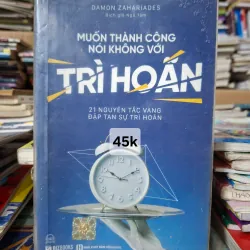 DAMON ZAHARIADES
MUỐN THÀNH CÔNG
NÓI KHÔNG VỚI
TRÌ HOÃN
21 NGUYÊN TẮC VÀNG
ĐẬP TAN SỰ TRÌ HOÃN
45k